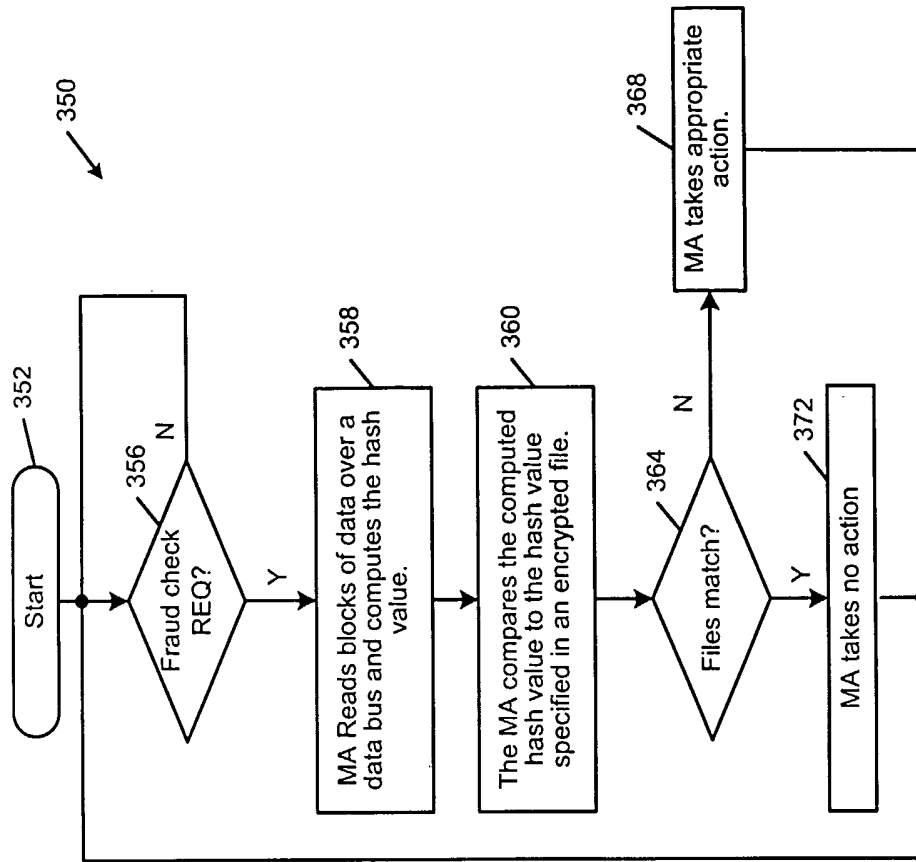 350
352
Start
356
Fraud check
REQ?
N
Y
358
MA Reads blocks of data over a
data bus and computes the hash
value.
360
The MA compares the computed
hash value to the hash value
specified in an encrypted file.
364
Files match?
N
Y
368
MA takes appropriate
action.
372
MA takes no action